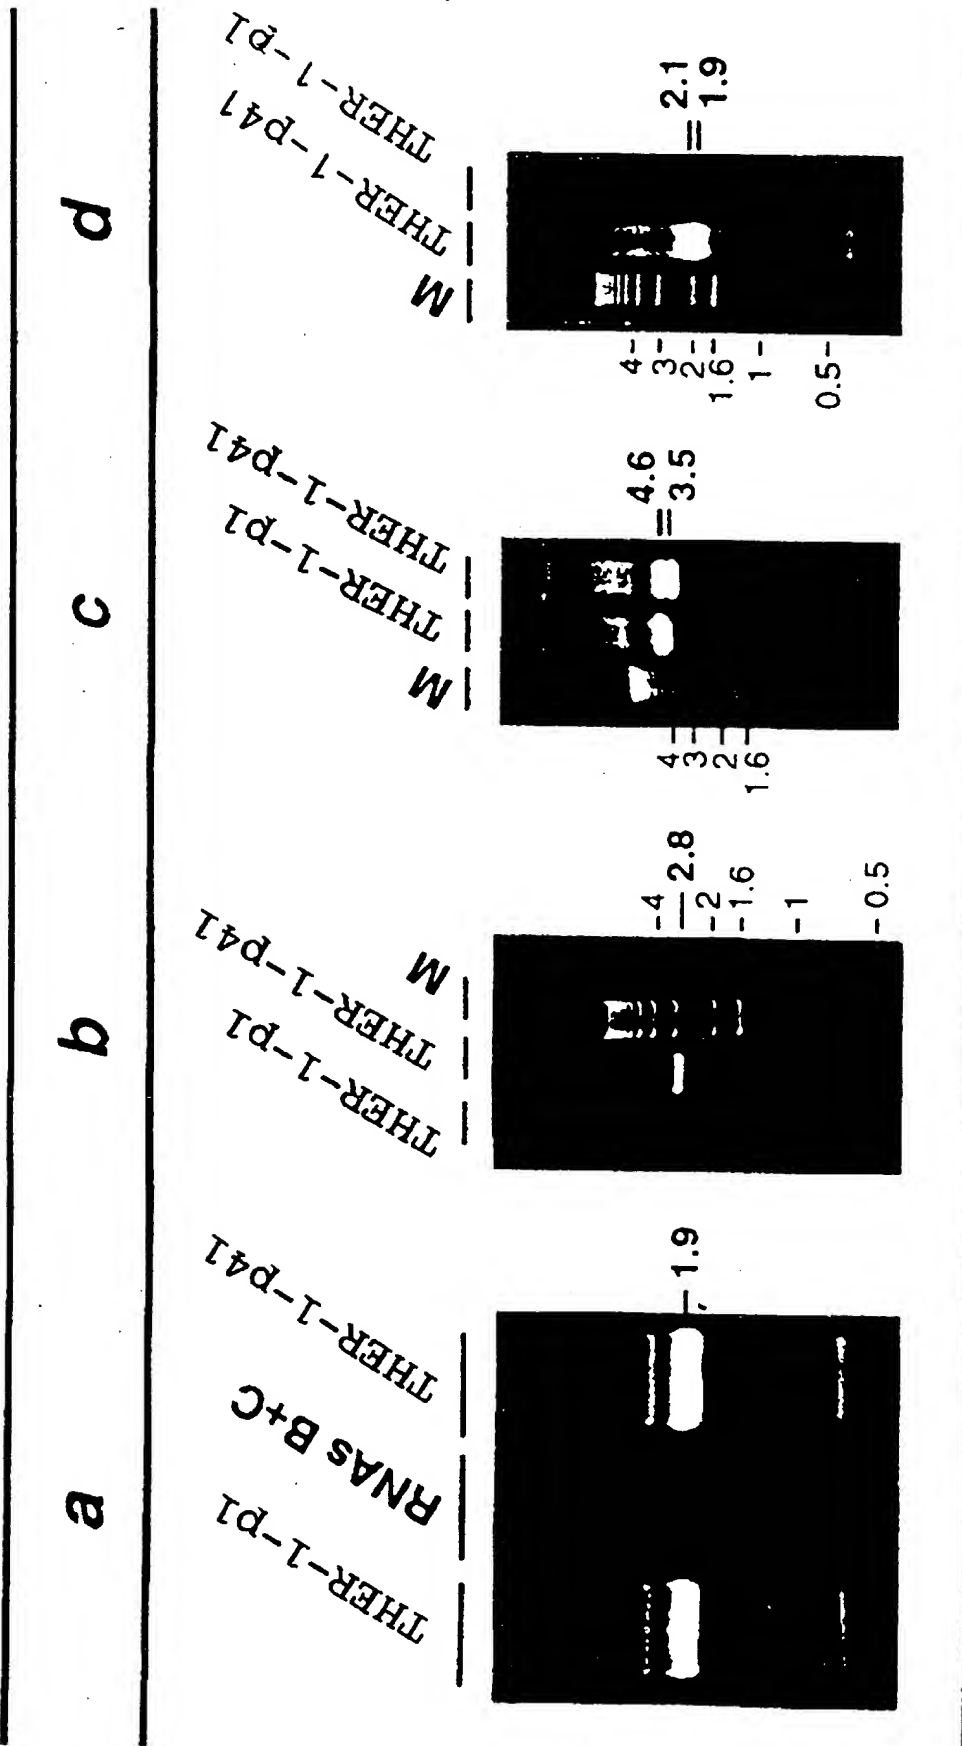 a
b
c
d
THER-1-p1
RNAs B+C
THER-1-p41
1.9
THER-1-p1
THER-1-p41
M
4
2.8
2
1.6
1
0.5
M
THER-1-p1
THER-1-p41
4
3
2
1.6
4.6
3.5
M
THER-1-p41
THER-1-p1
4
3
2
1.6
1
0.5
2.1
1.9